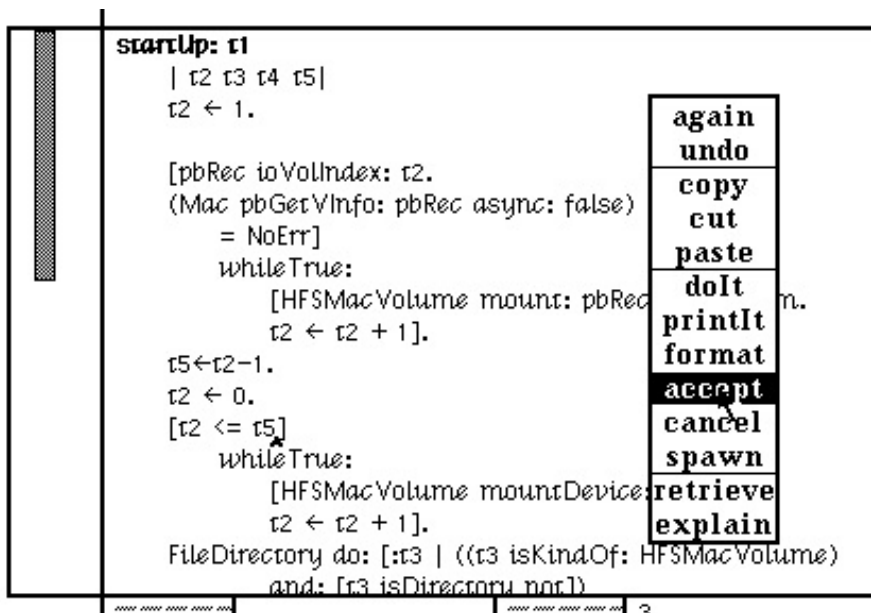 startUp: t1
| t2 t3 t4 t5|
t2 ← 1.
[pbRec ioVolIndex: t2.
(Mac pbGetVInfo: pbRec async: false)
= NoErr]
whileTrue:
[HFSMacVolume mount: pbRec
t2 ← t2 + 1].
t5←t2-1.
t2 ← 0.
[t2 <= t5]
whileTrue:
[HFSMacVolume mountDevice:
t2 ← t2 + 1].
FileDirectory do: [:t3 | ((t3 isKindOf: HFSMacVolume)
and: [t3 isDirectory not])
again
undo
copy
cut
paste
doIt
printIt
format
accept
cancel
spawn
retrieve
explain
3